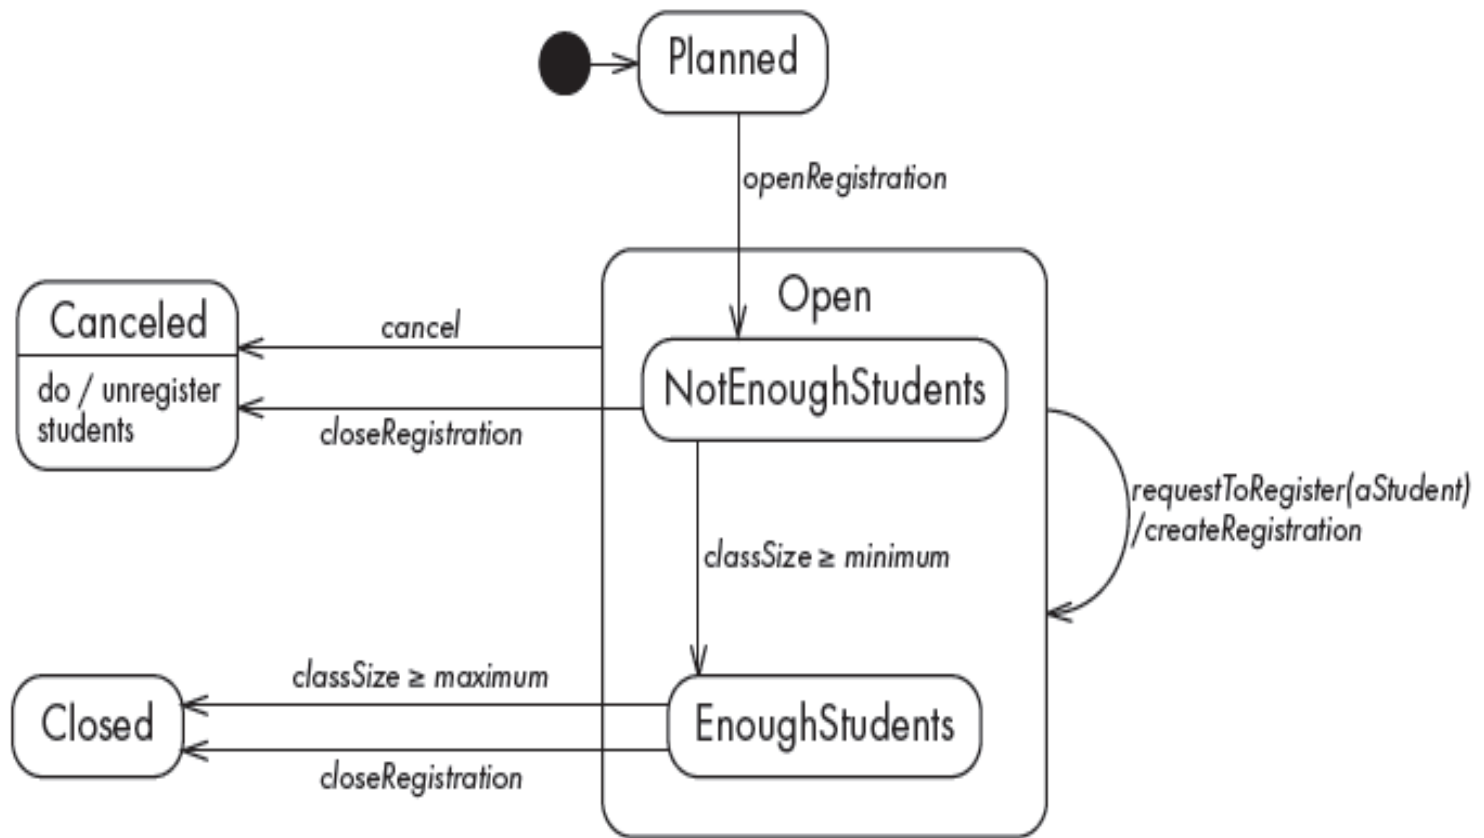 Planned
openRegistration
Open
Canceled
cancel
do / unregister
students
NotEnoughStudents
closeRegistration
requestToRegister(aStudent)
/createRegistration
classSize ≥ minimum
classSize ≥ maximum
Closed
EnoughStudents
closeRegistration